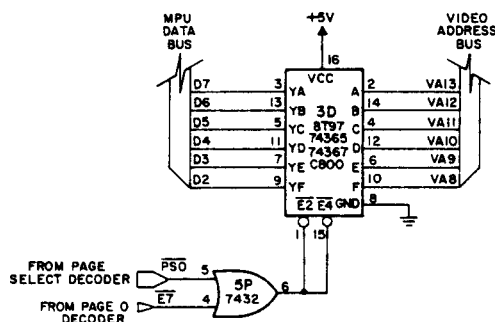 MPU DATA BUS
+5V
VIDEO ADDRESS BUS
16
VCC
D7 3 YA A 2 VA13
D6 13 YB B 14 VA12
D5 5 YC C 4 VA11
D4 11 YD D 12 VA10
D3 7 YE E 6 VA9
D2 9 YF F 10 VA8
3D
8T97
74365
74367
C800
E2 E4 GND 8
1 15
FROM PAGE SELECT DECODER
PS0 5
FROM PAGE 0 DECODER
E7 4
5P
7432
6